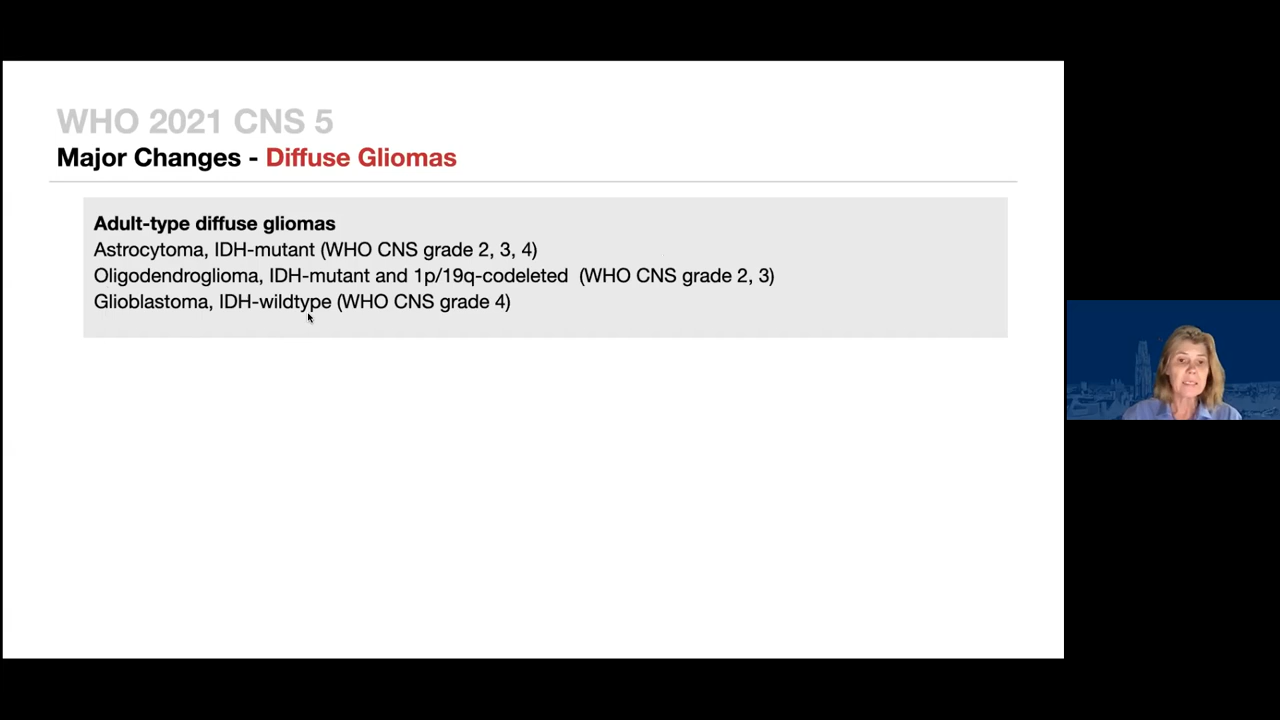 WHO 2021 CNS 5
Major Changes - Diffuse Gliomas
Adult-type diffuse gliomas
Astrocytoma, IDH-mutant (WHO CNS grade 2, 3, 4)
Oligodendroglioma, IDH-mutant and 1p/19q-codeleted (WHO CNS grade 2, 3)
Glioblastoma, IDH-wildtype (WHO CNS grade 4)